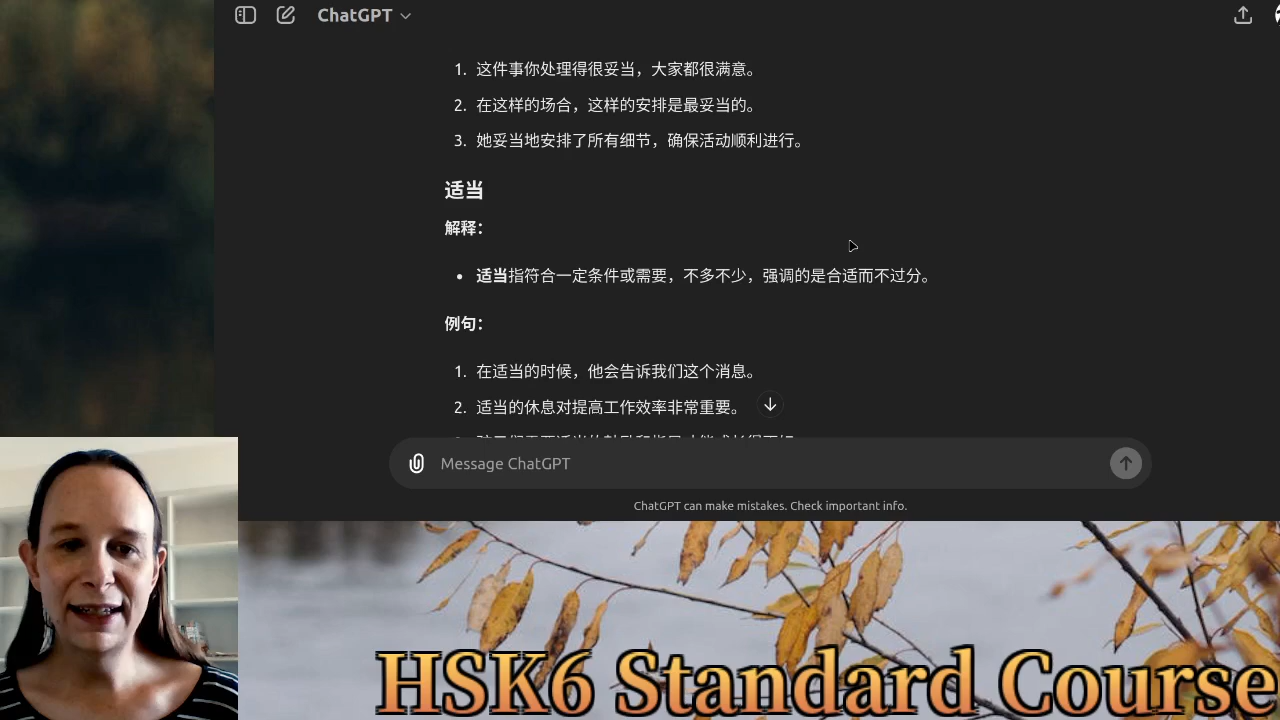 ChatGPT
1. 这件事你处理得很妥当，大家都很满意。
2. 在这样的场合，这样的安排是最妥当的。
3. 她妥当地安排了所有细节，确保活动顺利进行。
适当
解释：
• 适当指符合一定条件或需要，不多不少，强调的是合适而不过分。
例句：
1. 在适当的时候，他会告诉我们这个消息。
2. 适当的休息对提高工作效率非常重要。
Message ChatGPT
ChatGPT can make mistakes. Check important info.
HSK6 Standard Course